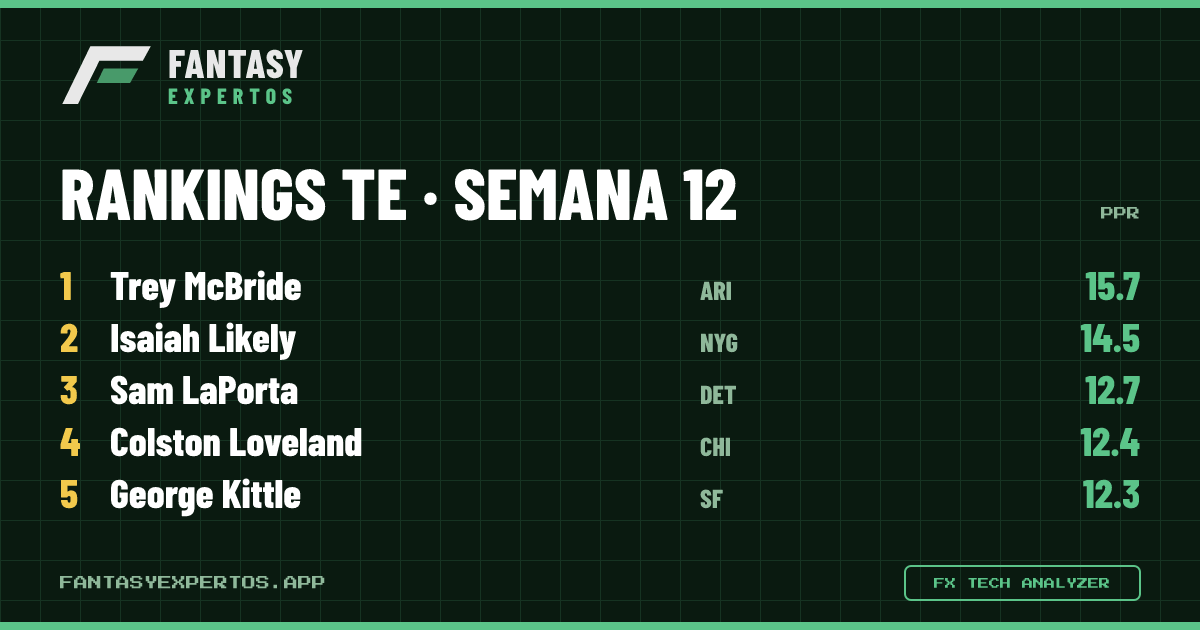 FANTASY
EXPERTOS
RANKINGS TE · SEMANA 12
PPR
1 Trey McBride ARI 15.7
2 Isaiah Likely NYG 14.5
3 Sam LaPorta DET 12.7
4 Colston Loveland CHI 12.4
5 George Kittle SF 12.3
FANTASYEXPERTOS.APP
FX TECH ANALYZER